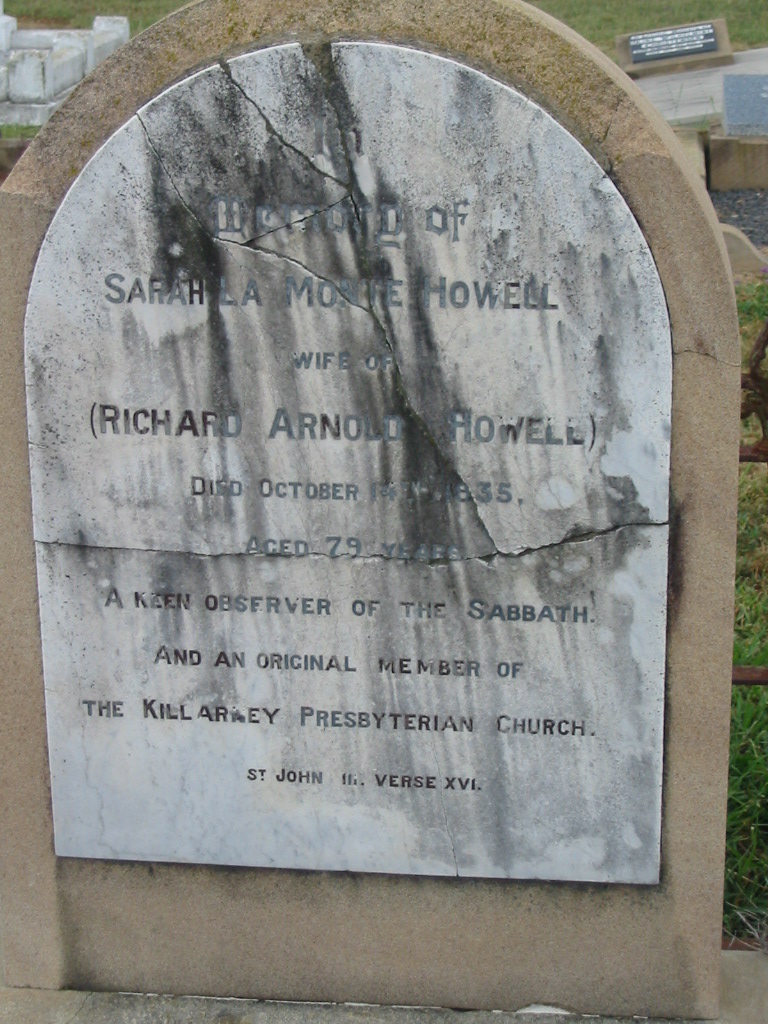 Memory of
SARAH LA MONTE HOWELL
WIFE OF
(RICHARD ARNOLD HOWELL)
DIED OCTOBER 14TH 1935,
AGED 79 YEARS
A KEEN OBSERVER OF THE SABBATH.
AND AN ORIGINAL MEMBER OF
THE KILLARNEY PRESBYTERIAN CHURCH.
ST JOHN III. VERSE XVI.